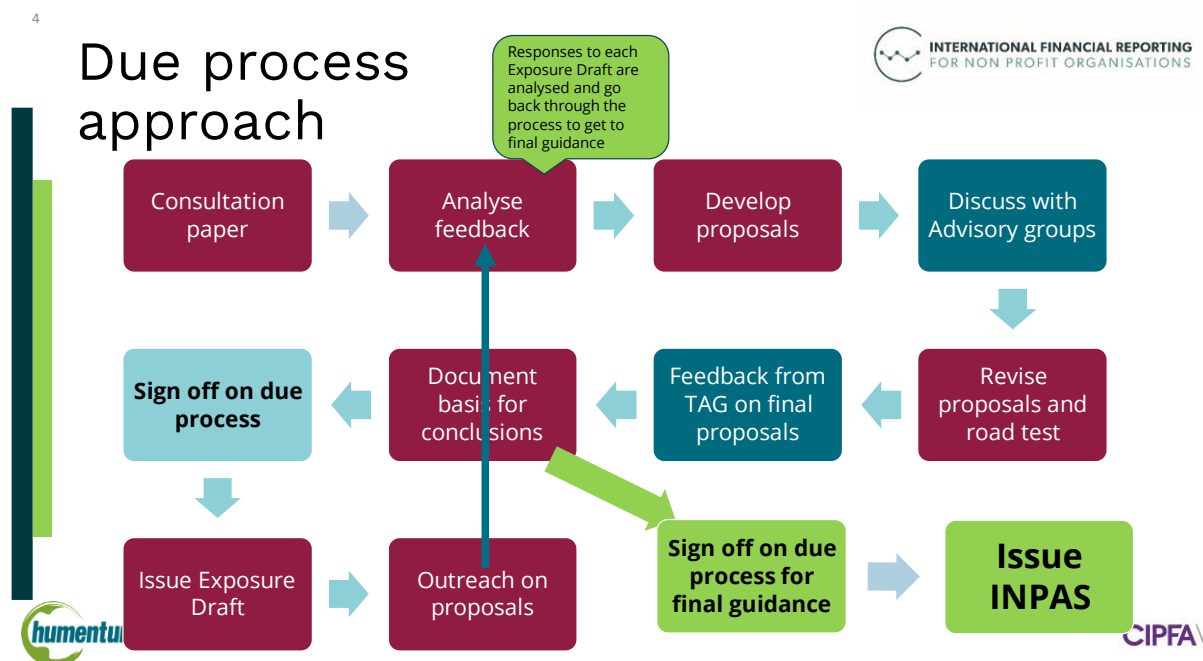 4
Due process
approach
Responses to each
Exposure Draft are
analysed and go
back through the
process to get to
final guidance
INTERNATIONAL FINANCIAL REPORTING
FOR NON PROFIT ORGANISATIONS
Consultation
paper
Analyse
feedback
Develop
proposals
Discuss with
Advisory groups
Sign off on due
process
Document
basis for
conclusions
Feedback from
TAG on final
proposals
Revise
proposals and
road test
Issue Exposure
Draft
Outreach on
proposals
Sign off on due
process for
final guidance
Issue
INPAS
humentu
CIPFA